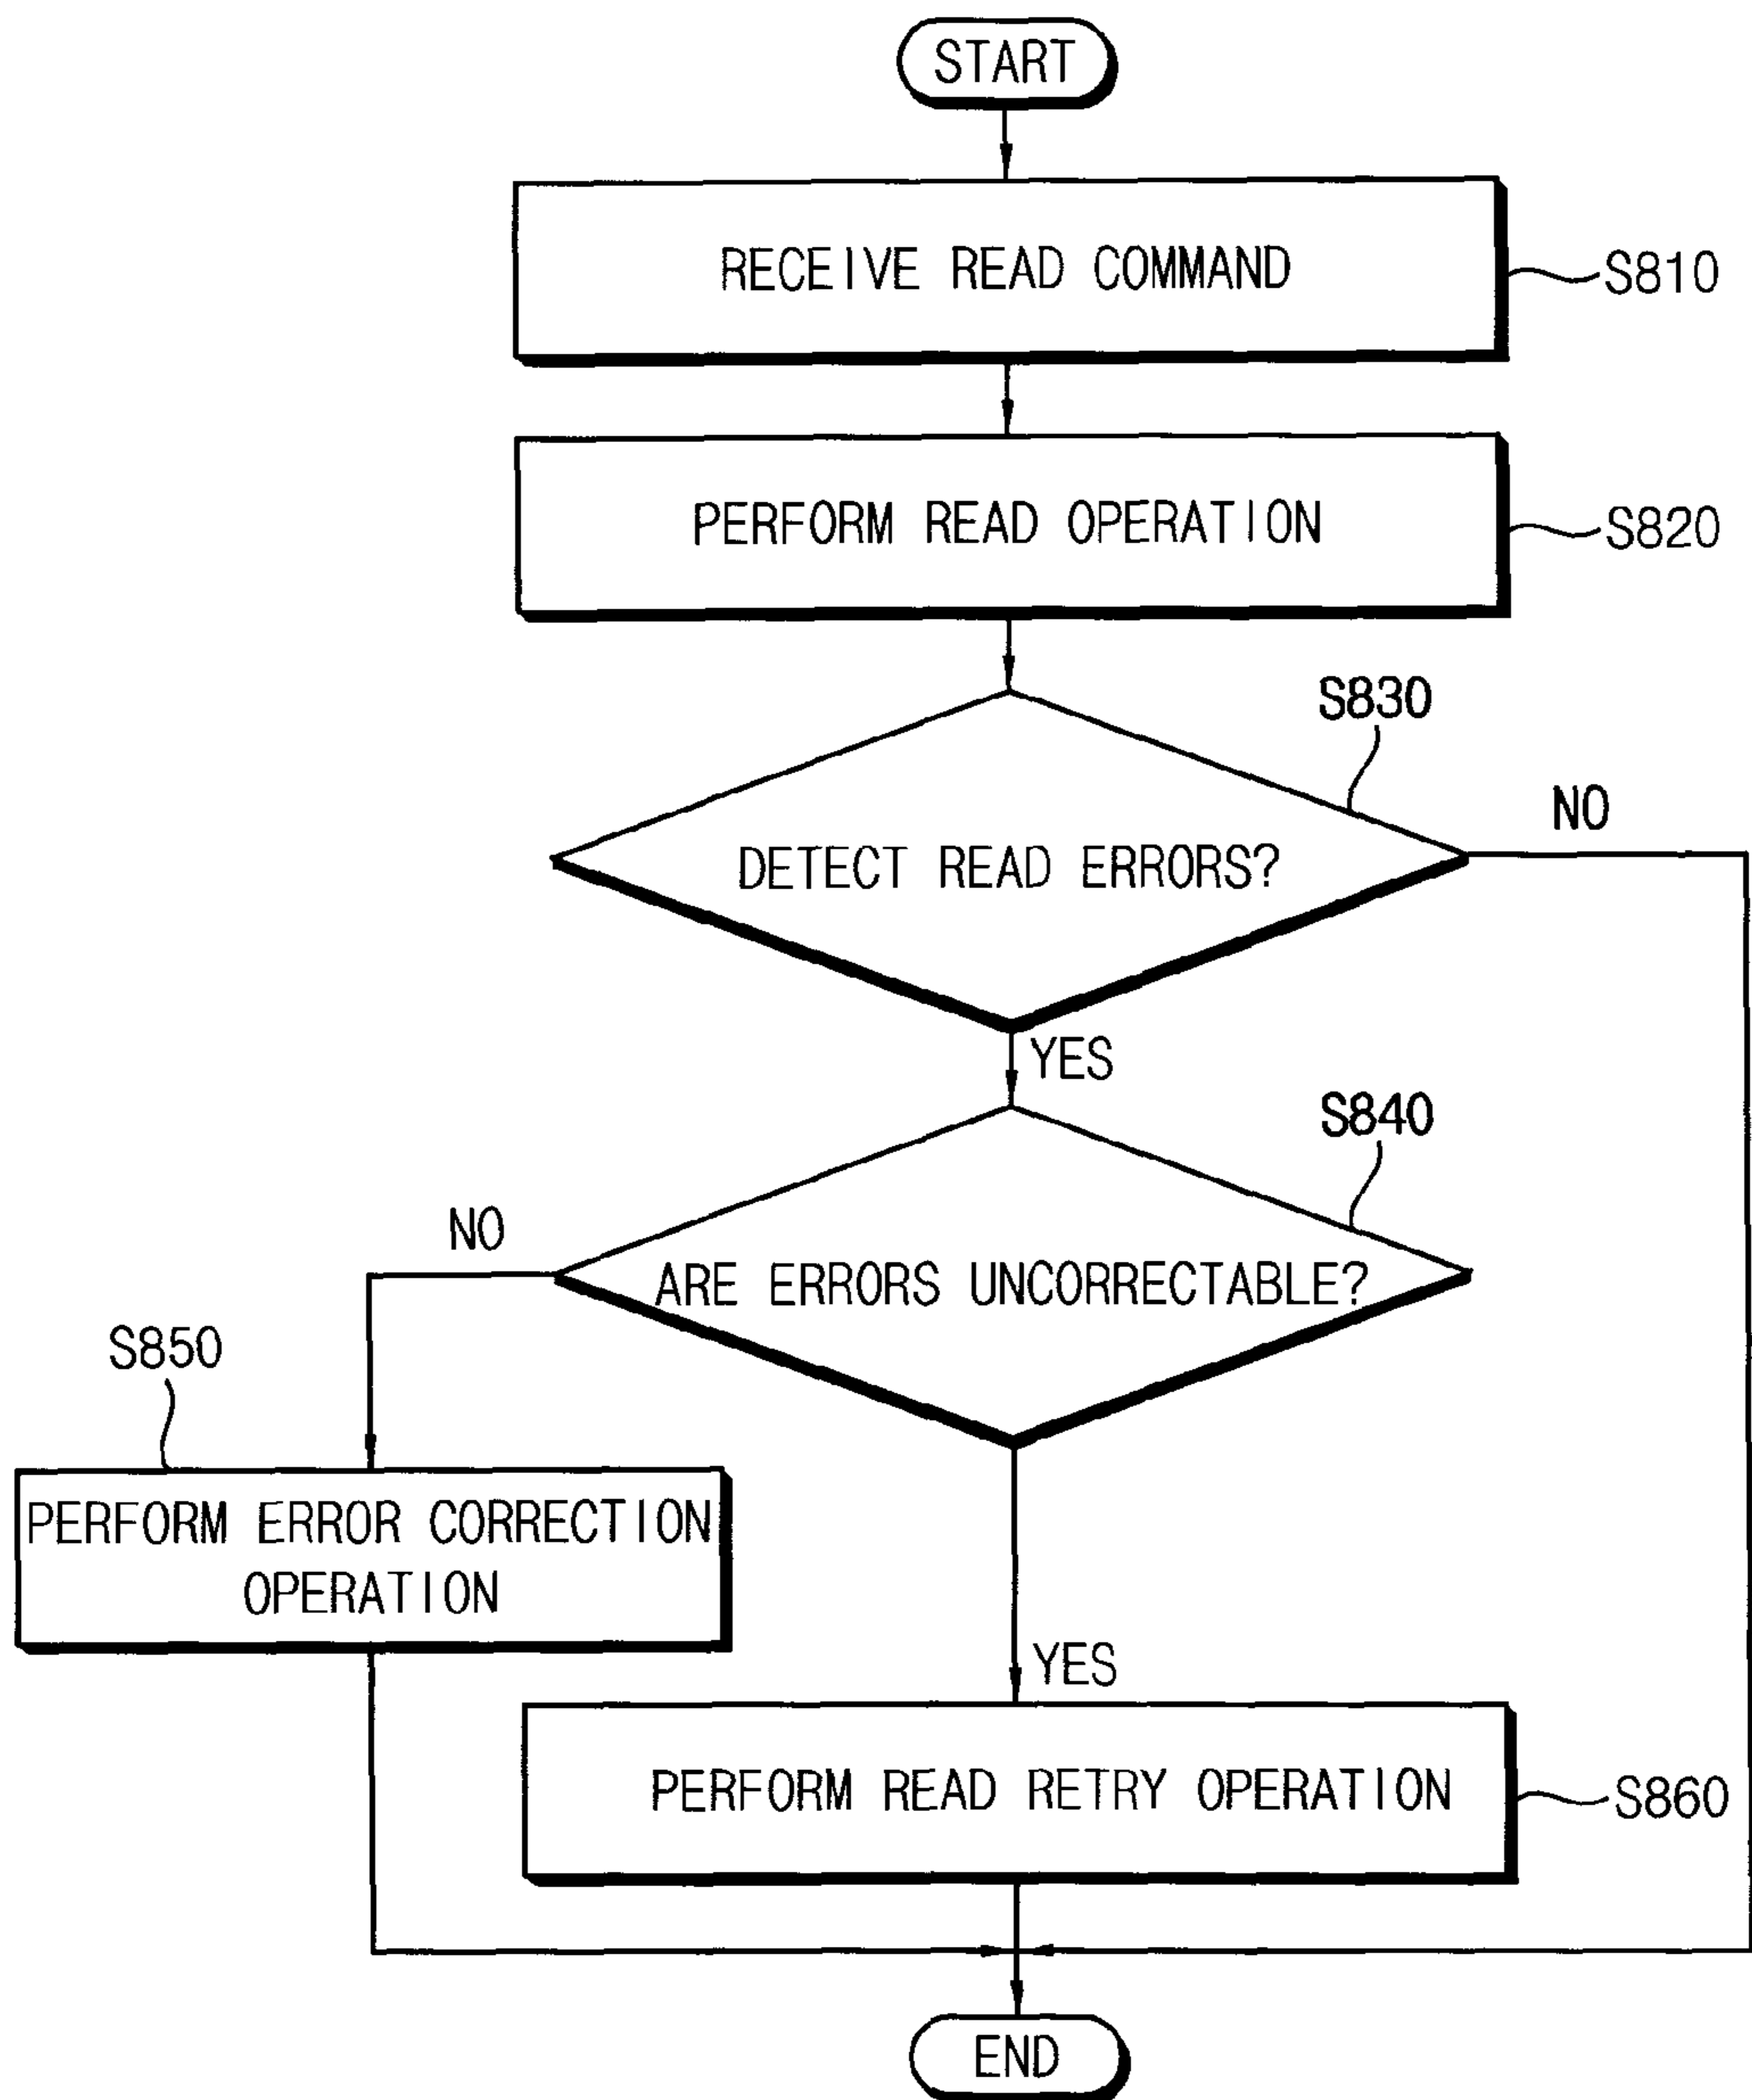 START
RECEIVE READ COMMAND
S810
PERFORM READ OPERATION
S820
S830
NO
DETECT READ ERRORS?
YES
S840
NO
ARE ERRORS UNCORRECTABLE?
S850
PERFORM ERROR CORRECTION
OPERATION
YES
PERFORM READ RETRY OPERATION
S860
END